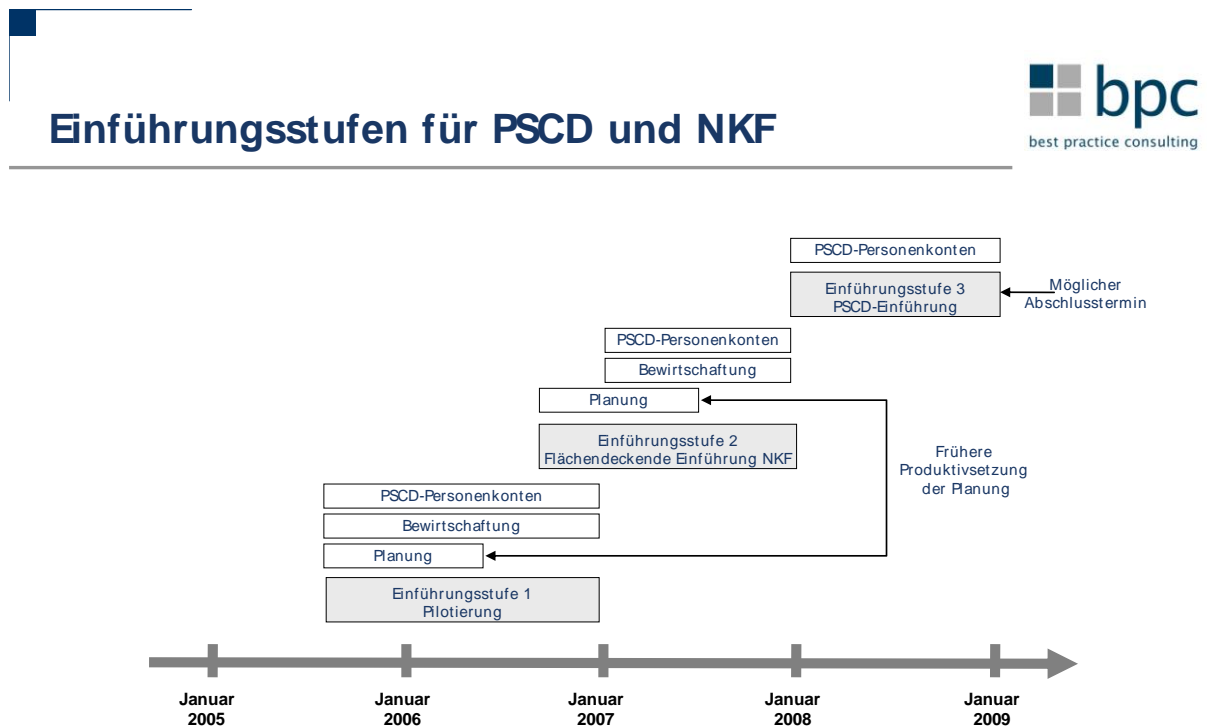 bpc
best practice consulting
Einführungsstufen für PSCD und NKF
PSCD-Personenkonten
Einführungsstufe 3
PSCD-Einführung
Möglicher
Abschlusstermin
PSCD-Personenkonten
Bewirtschaftung
Planung
Einführungsstufe 2
Flächendeckende Einführung NKF
Frühere
Produktivsetzung
der Planung
PSCD-Personenkonten
Bewirtschaftung
Planung
Einführungsstufe 1
Pilotierung
Januar
2005
Januar
2006
Januar
2007
Januar
2008
Januar
2009